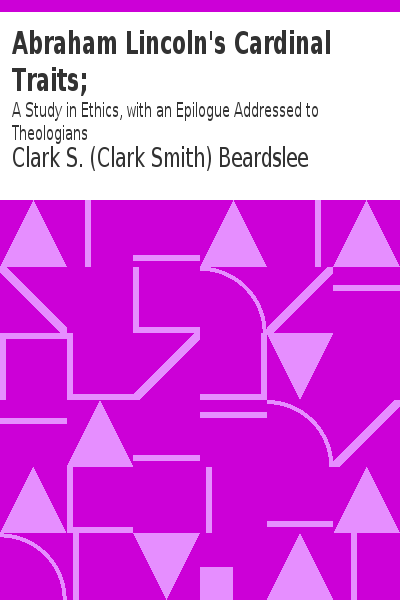 Abraham Lincoln's Cardinal
Traits;
A Study in Ethics, with an Epilogue Addressed to
Theologians
Clark S. (Clark Smith) Beardslee